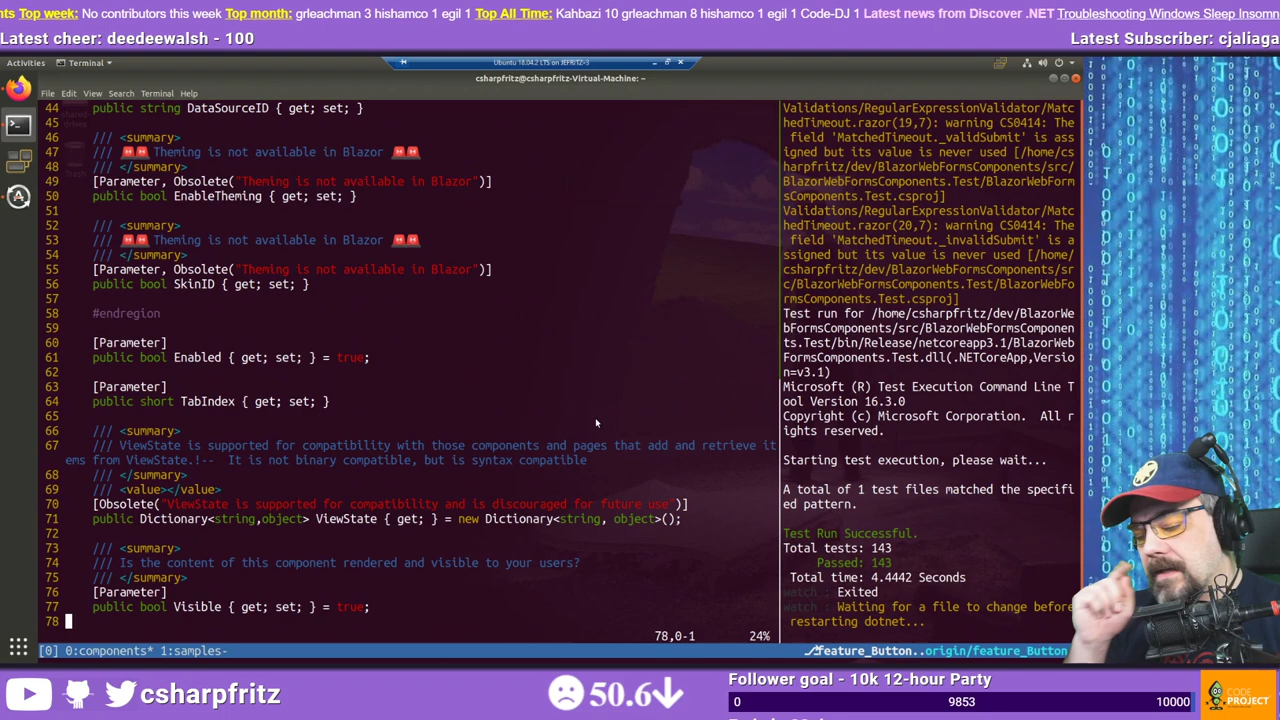 nts Top week: No contributors this week Top month: grleachman 3 hishamco 1 egil 1 Top All Time: Kahbazi 10 grleachman 8 hishamco 1 egil 1 Code-DJ 1 Latest news from Discover .NET Troubleshooting Windows Sleep Insomn
Latest cheer: deedeewalsh - 100
Latest Subscriber: cjaliaga
Activities
Terminal
Ubuntu 18.04.2 LTS on JEFRITZ-3
csharpfritz@csharpfritz-Virtual-Machine: ~
File Edit View Search Terminal Help
44 public string DataSourceID { get; set; }
45
46 /// <summary>
47 /// 🚨🚨 Theming is not available in Blazor 🚨🚨
48 /// </summary>
49 [Parameter, Obsolete("Theming is not available in Blazor")]
50 public bool EnableTheming { get; set; }
51
52 /// <summary>
53 /// 🚨🚨 Theming is not available in Blazor 🚨🚨
54 /// </summary>
55 [Parameter, Obsolete("Theming is not available in Blazor")]
56 public bool SkinID { get; set; }
57
58 #endregion
59
60 [Parameter]
61 public bool Enabled { get; set; } = true;
62
63 [Parameter]
64 public short TabIndex { get; set; }
65
66 /// <summary>
67 /// ViewState is supported for compatibility with those components and pages that add and retrieve it
ems from ViewState.!-- It is not binary compatible, but is syntax compatible
68 /// </summary>
69 /// <value></value>
70 [Obsolete("ViewState is supported for compatibility and is discouraged for future use")]
71 public Dictionary<string,object> ViewState { get; } = new Dictionary<string, object>();
72
73 /// <summary>
74 /// Is the content of this component rendered and visible to your users?
75 /// </summary>
76 [Parameter]
77 public bool Visible { get; set; } = true;
78
78,0-1 24%
Validations/RegularExpressionValidator/Matc
hedTimeout.razor(19,7): warning CS0414: The
field 'MatchedTimeout._validSubmit' is ass
igned but its value is never used [/home/cs
harpfritz/dev/BlazorWebFormsComponents/src/
BlazorWebFormsComponents.Test/BlazorWebForm
sComponents.Test.csproj]
Validations/RegularExpressionValidator/Matc
hedTimeout.razor(20,7): warning CS0414: The
field 'MatchedTimeout._invalidSubmit' is a
ssigned but its value is never used [/home/
csharpfritz/dev/BlazorWebFormsComponents/sr
c/BlazorWebFormsComponents.Test/BlazorWebFo
rmsComponents.Test.csproj]
Test run for /home/csharpfritz/dev/BlazorWe
bFormsComponents/src/BlazorWebFormsComponen
ts.Test/bin/Release/netcoreapp3.1/BlazorWeb
FormsComponents.Test.dll(.NETCoreApp,Versio
n=v3.1)
Microsoft (R) Test Execution Command Line T
ool Version 16.3.0
Copyright (c) Microsoft Corporation. All r
ights reserved.
Starting test execution, please wait...
A total of 1 test files matched the specifi
ed pattern.
Test Run Successful.
Total tests: 143
Passed: 143
Total time: 4.4442 Seconds
watch : Exited
watch : Waiting for a file to change before
restarting dotnet...
[0] 0:components* 1:samples-
feature_Button..origin/feature_Button
csharpfritz
50.6
Follower goal - 10k 12-hour Party
0 9853 10000
CODE
PROJECT